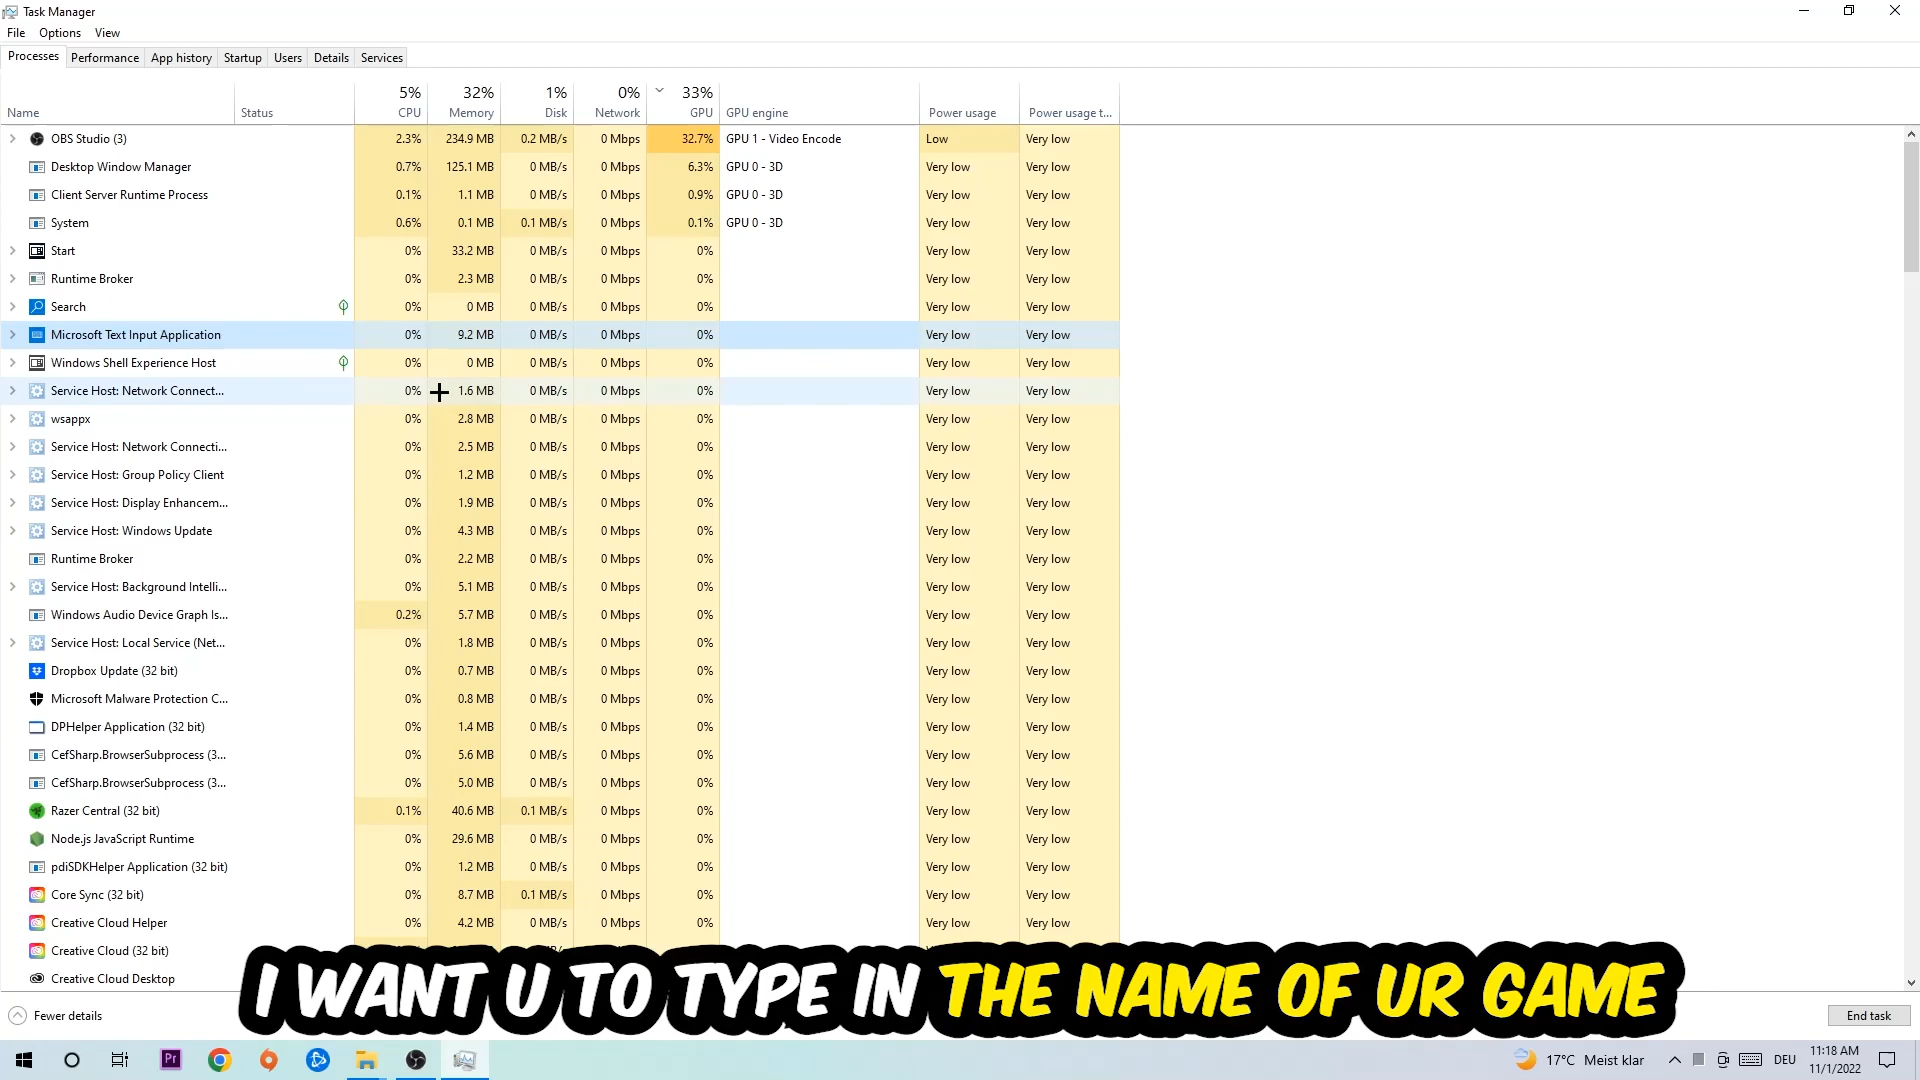 Task Manager
File Options View
Processes Performance App history Startup Users Details Services
5% 32% 1% 0% 33%
Name Status CPU Memory Disk Network GPU GPU engine Power usage Power usage t...
OBS Studio (3) 2.3% 234.9 MB 0.2 MB/s 0 Mbps 32.7% GPU 1 - Video Encode Low Very low
Desktop Window Manager 0.7% 125.1 MB 0 MB/s 0 Mbps 6.3% GPU 0 - 3D Very low Very low
Client Server Runtime Process 0.1% 1.1 MB 0 MB/s 0 Mbps 0.9% GPU 0 - 3D Very low Very low
System 0.6% 0.1 MB 0.1 MB/s 0 Mbps 0.1% GPU 0 - 3D Very low Very low
Start 0% 33.2 MB 0 MB/s 0 Mbps 0% Very low Very low
Runtime Broker 0% 2.3 MB 0 MB/s 0 Mbps 0% Very low Very low
Search 0% 0 MB 0 MB/s 0 Mbps 0% Very low Very low
Microsoft Text Input Application 0% 9.2 MB 0 MB/s 0 Mbps 0% Very low Very low
Windows Shell Experience Host 0% 0 MB 0 MB/s 0 Mbps 0% Very low Very low
Service Host: Network Connect... 0% 1.6 MB 0 MB/s 0 Mbps 0% Very low Very low
wsappx 0% 2.8 MB 0 MB/s 0 Mbps 0% Very low Very low
Service Host: Network Connecti... 0% 2.5 MB 0 MB/s 0 Mbps 0% Very low Very low
Service Host: Group Policy Client 0% 1.2 MB 0 MB/s 0 Mbps 0% Very low Very low
Service Host: Display Enhancem... 0% 1.9 MB 0 MB/s 0 Mbps 0% Very low Very low
Service Host: Windows Update 0% 4.3 MB 0 MB/s 0 Mbps 0% Very low Very low
Runtime Broker 0% 2.2 MB 0 MB/s 0 Mbps 0% Very low Very low
Service Host: Background Intelli... 0% 5.1 MB 0 MB/s 0 Mbps 0% Very low Very low
Windows Audio Device Graph Is... 0.2% 5.7 MB 0 MB/s 0 Mbps 0% Very low Very low
Service Host: Local Service (Net... 0% 1.8 MB 0 MB/s 0 Mbps 0% Very low Very low
Dropbox Update (32 bit) 0% 0.7 MB 0 MB/s 0 Mbps 0% Very low Very low
Microsoft Malware Protection C... 0% 0.8 MB 0 MB/s 0 Mbps 0% Very low Very low
DPHelper Application (32 bit) 0% 1.4 MB 0 MB/s 0 Mbps 0% Very low Very low
CefSharp.BrowserSubprocess (3... 0% 5.6 MB 0 MB/s 0 Mbps 0% Very low Very low
CefSharp.BrowserSubprocess (3... 0% 5.0 MB 0 MB/s 0 Mbps 0% Very low Very low
Razer Central (32 bit) 0.1% 40.6 MB 0.1 MB/s 0 Mbps 0% Very low Very low
Node.js JavaScript Runtime 0% 29.6 MB 0 MB/s 0 Mbps 0% Very low Very low
pdiSDKHelper Application (32 bit) 0% 1.2 MB 0 MB/s 0 Mbps 0% Very low Very low
Core Sync (32 bit) 0% 8.7 MB 0.1 MB/s 0 Mbps 0% Very low Very low
Creative Cloud Helper 0% 4.2 MB 0 MB/s 0 Mbps 0% Very low Very low
Creative Cloud (32 bit)
Creative Cloud Desktop
I WANT U TO TYPE IN THE NAME OF UR GAME
Fewer details End task
Pr 17°C Meist klar DEU 11:18 AM
11/1/2022